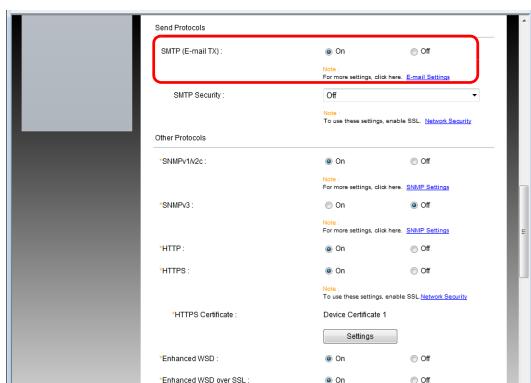 Send Protocols
SMTP (E-mail TX) : On Off
Note :
For more settings, click here. E-mail Settings
SMTP Security : Off
Note :
To use these settings, enable SSL. Network Security
Other Protocols
*SNMPv1/v2c : On Off
Note :
For more settings, click here. SNMP Settings
*SNMPv3 : On Off
Note :
For more settings, click here. SNMP Settings
*HTTP : On Off
*HTTPS : On Off
Note :
To use these settings, enable SSL.Network Security
*HTTPS Certificate : Device Certificate 1
Settings
*Enhanced WSD : On Off
*Enhanced WSD over SSL : On Off